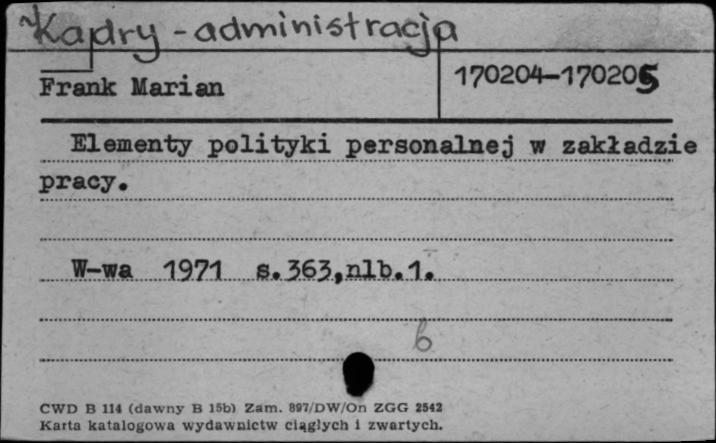 Kadry - administracja
Frank Marian
170204-170205
Elementy polityki personalnej w zakładzie
pracy.
W-wa 1971 s.363,nlb.1.
b
CWD B 114 (dawny B 15b) Zam. 897/DW/On ZGG 2542
Karta katalogowa wydawnictw ciągłych i zwartych.